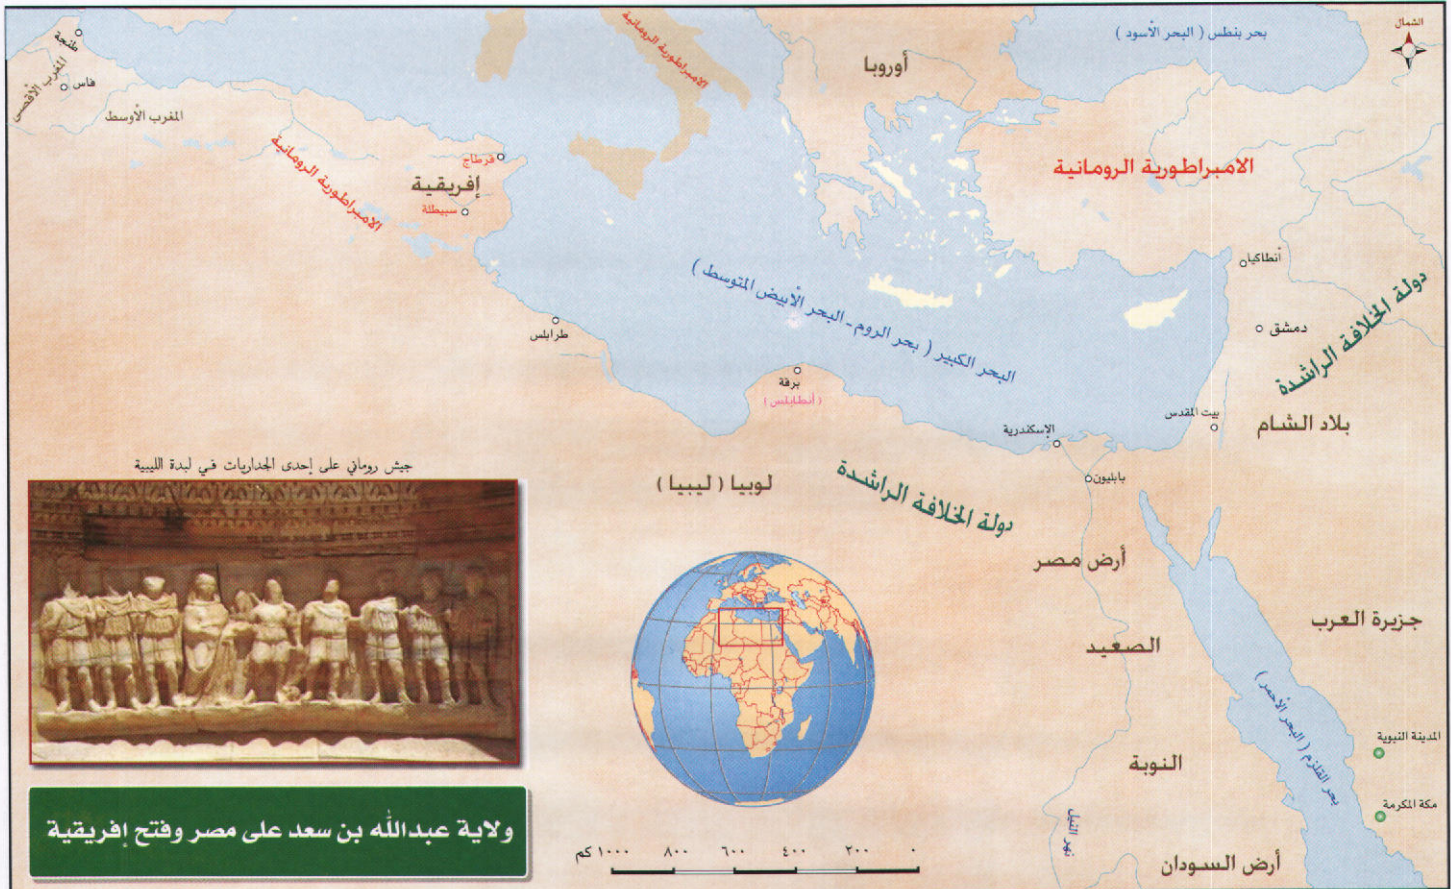 الشمال
بحر بنطس ( البحر الأسود )
أوروبا
الامبراطورية الرومانية
طنجة
المغرب الأقصى
فاس
المغرب الأوسط
الامبراطورية الرومانية
قرطاج
إفريقية
سبيطلة
الامبراطورية الرومانية
أنطاكيا
دولة الخلافة الراشدة
دمشق
البحر الكبير ( بحر الروم - البحر الأبيض المتوسط )
طرابلس
برقة
( أنطابلس )
بيت المقدس
بلاد الشام
الإسكندرية
بابليون
لوبيا ( ليبيا )
دولة الخلافة الراشدة
جيش روماني على إحدى الجداريات في لبدة الليبية
أرض مصر
الصعيد
جزيرة العرب
بحر القلزم ( البحر الأحمر )
المدينة النبوية
النوبة
مكة المكرمة
نهر النيل
أرض السودان
ولاية عبدالله بن سعد على مصر وفتح إفريقية
٠ ٢٠٠ ٤٠٠ ٦٠٠ ٨٠٠ ١٠٠٠ كم